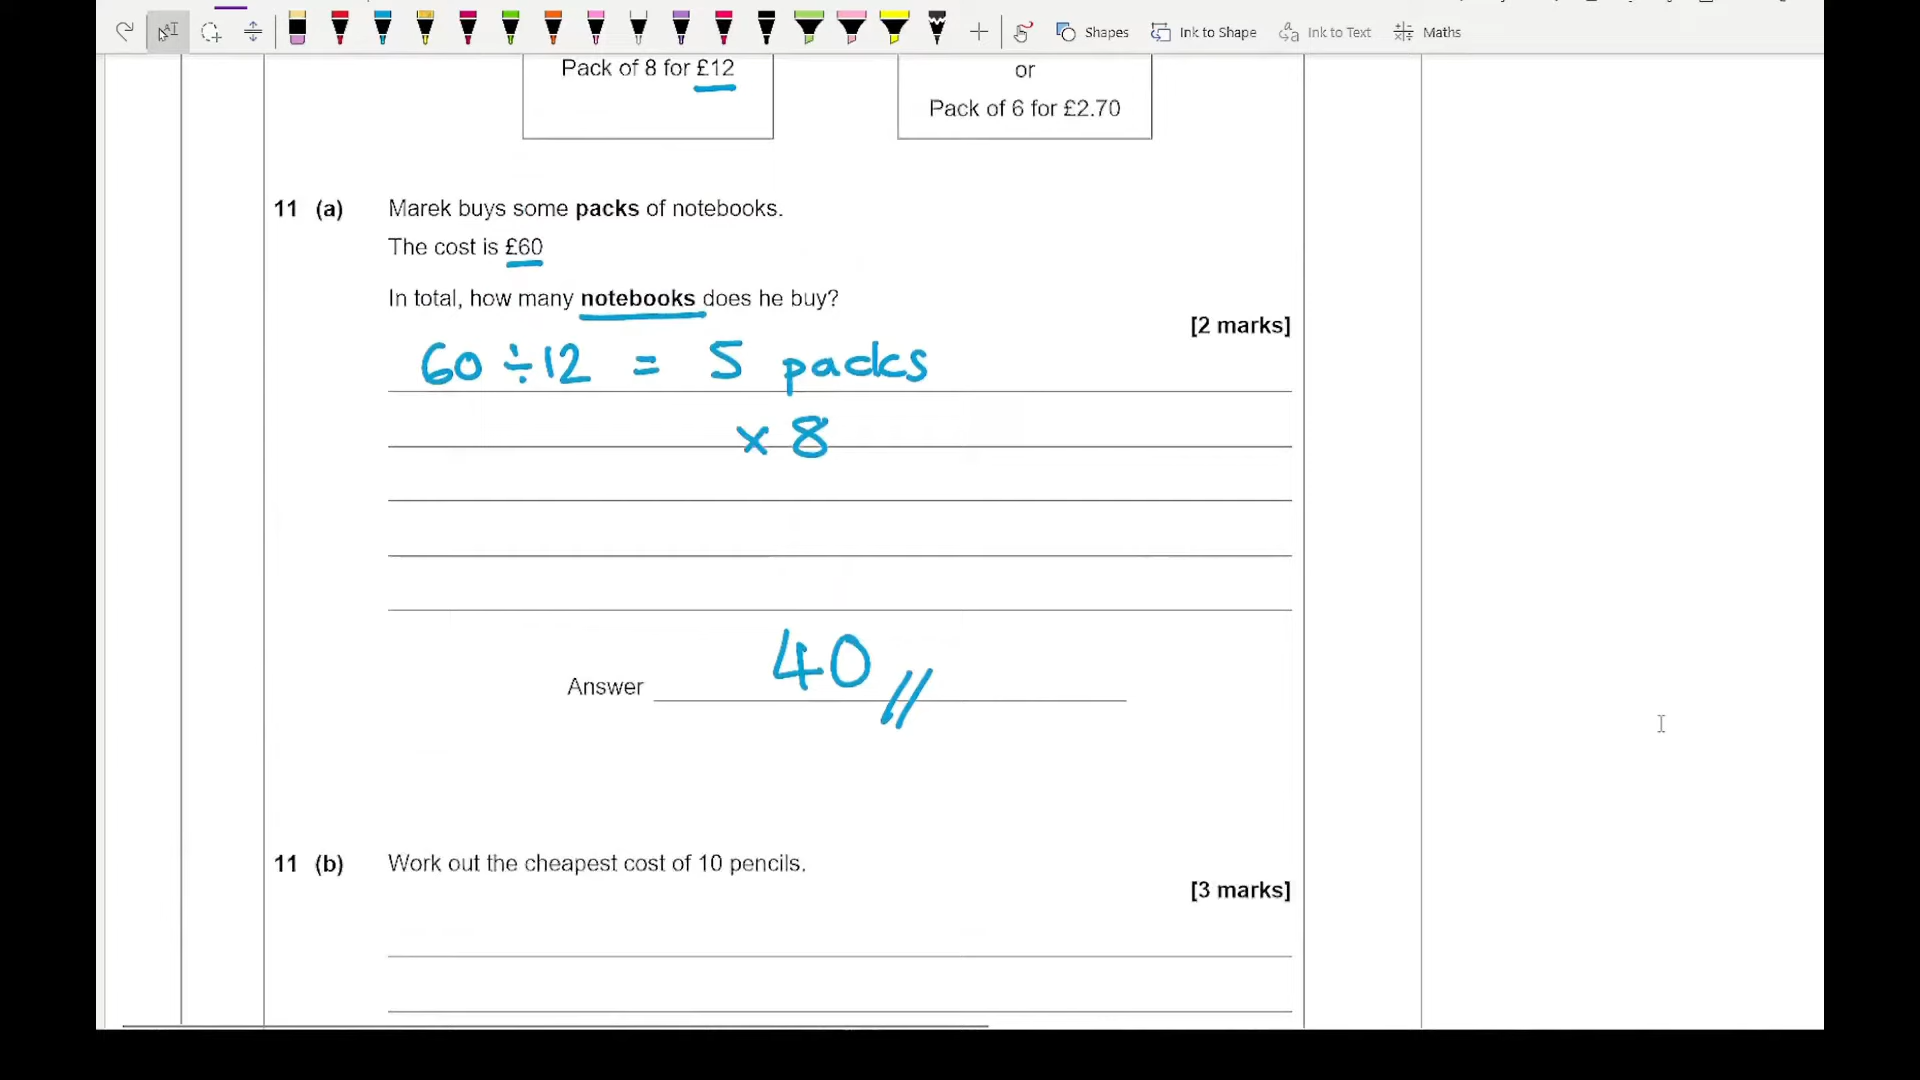 Shapes Ink to Shape Ink to Text Maths
Pack of 8 for £12
or
Pack of 6 for £2.70
11 (a) Marek buys some packs of notebooks.
The cost is £60
In total, how many notebooks does he buy?
[2 marks]
60 ÷ 12 = 5 packs
× 8
Answer 40
11 (b) Work out the cheapest cost of 10 pencils.
[3 marks]